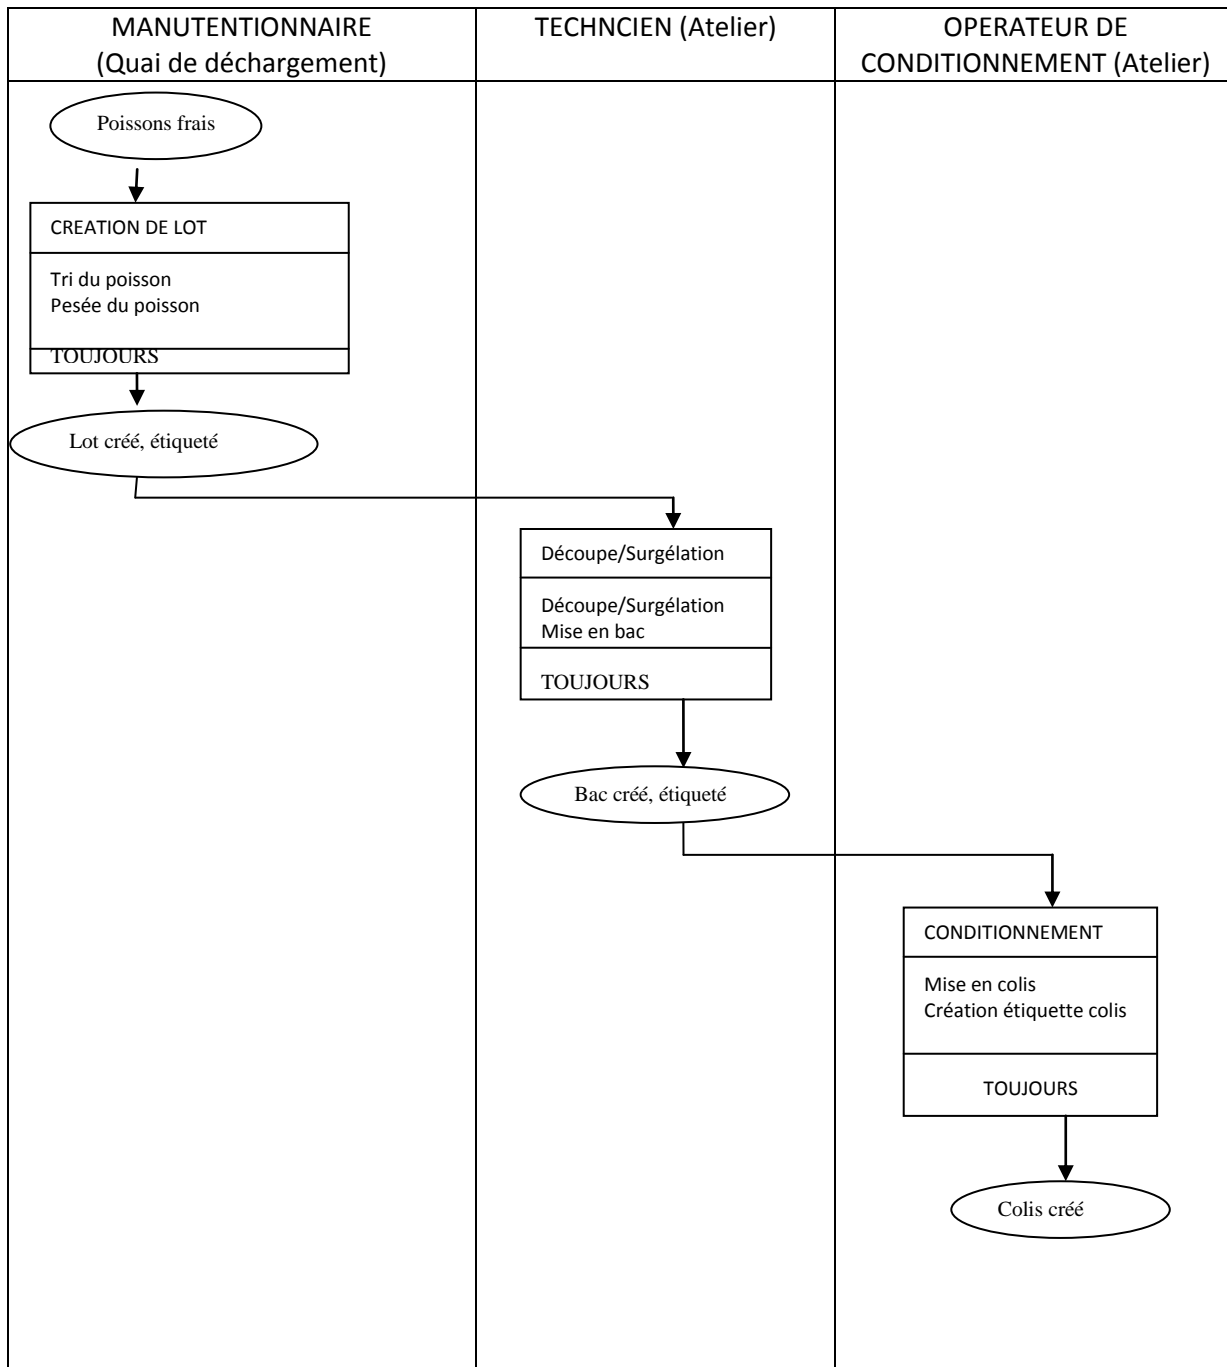 MANUTENTIONNAIRE
(Quai de déchargement)
TECHNCIEN (Atelier)
OPERATEUR DE
CONDITIONNEMENT (Atelier)
Poissons frais
CREATION DE LOT
Tri du poisson
Pesée du poisson
TOUJOURS
Lot créé, étiqueté
Découpe/Surgélation
Découpe/Surgélation
Mise en bac
TOUJOURS
Bac créé, étiqueté
CONDITIONNEMENT
Mise en colis
Création étiquette colis
TOUJOURS
Colis créé